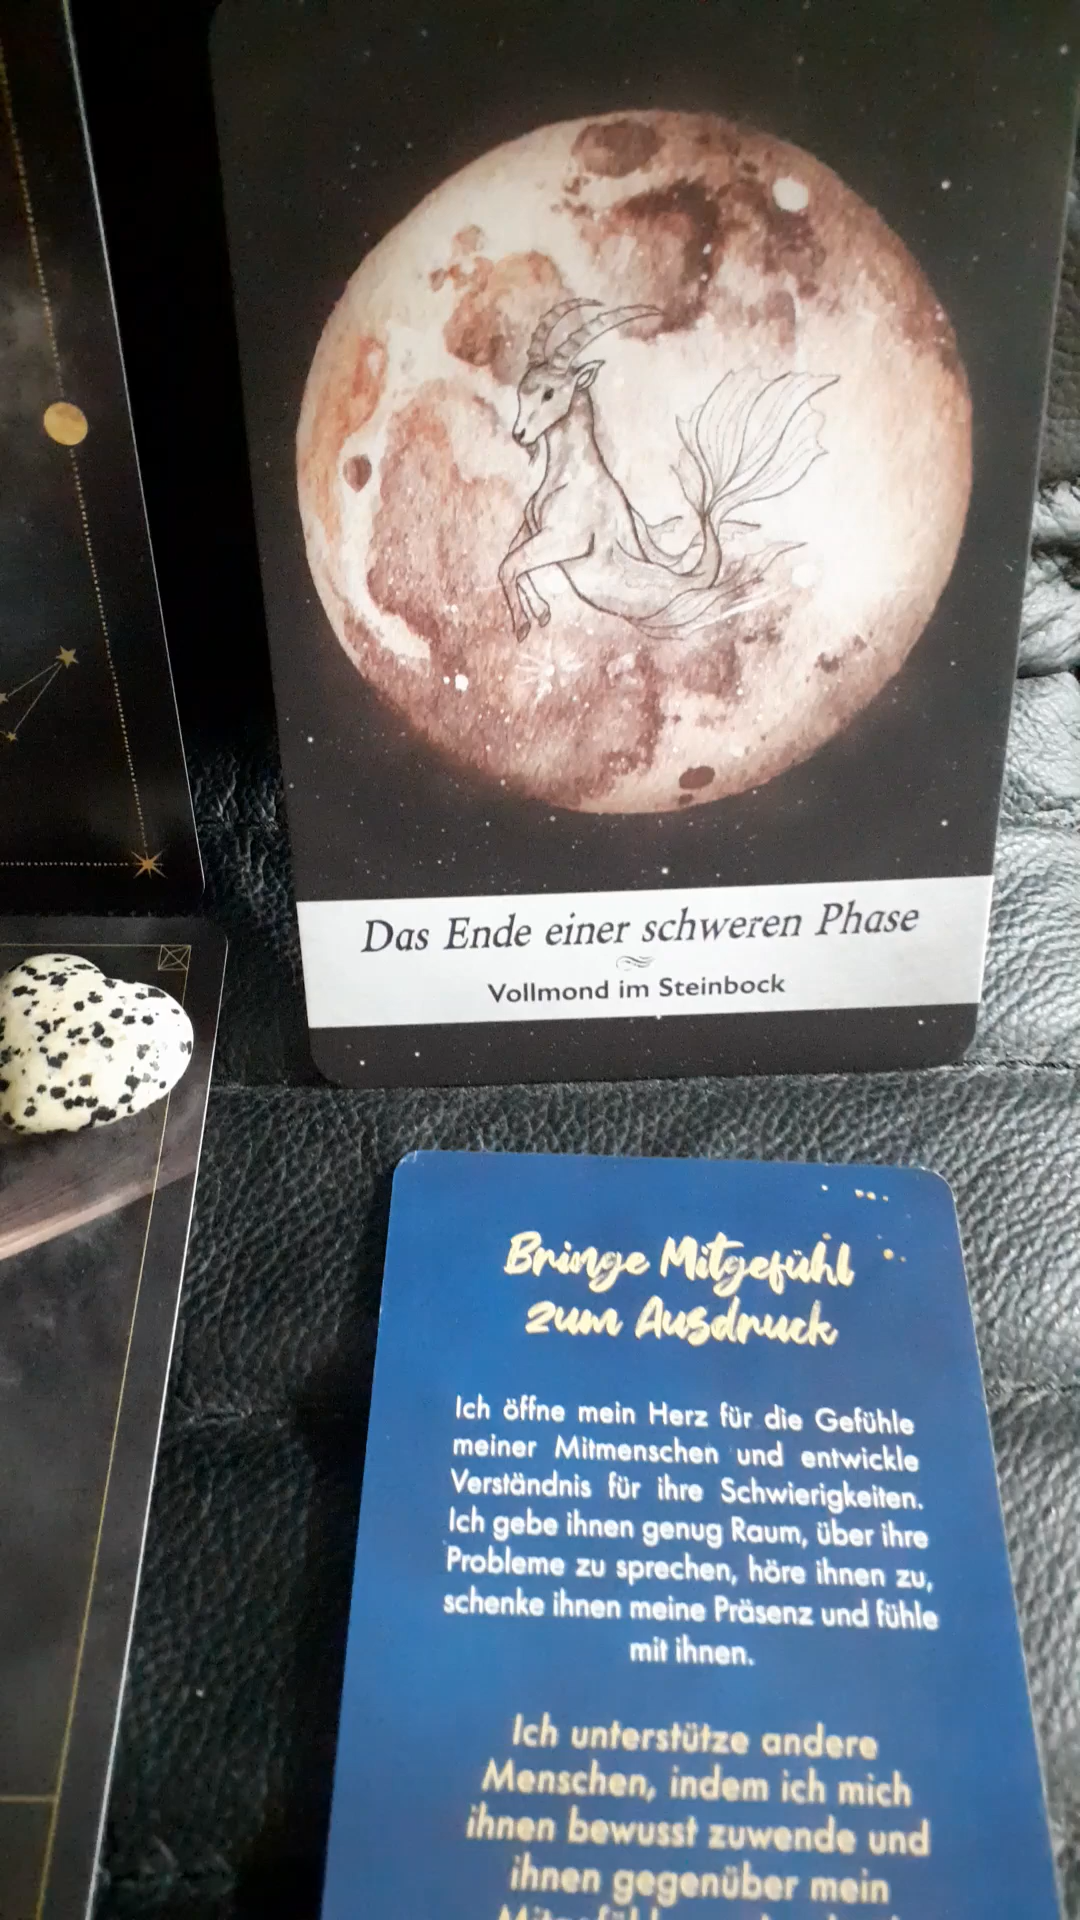 Das Ende einer schweren Phase
Vollmond im Steinbock
Bringe Mitgefühl
zum Ausdruck
Ich öffne mein Herz für die Gefühle
meiner Mitmenschen und entwickle
Verständnis für ihre Schwierigkeiten.
Ich gebe ihnen genug Raum, über ihre
Probleme zu sprechen, höre ihnen zu,
schenke ihnen meine Präsenz und fühle
mit ihnen.
Ich unterstütze andere
Menschen, indem ich mich
ihnen bewusst zuwende und
ihnen gegenüber mein